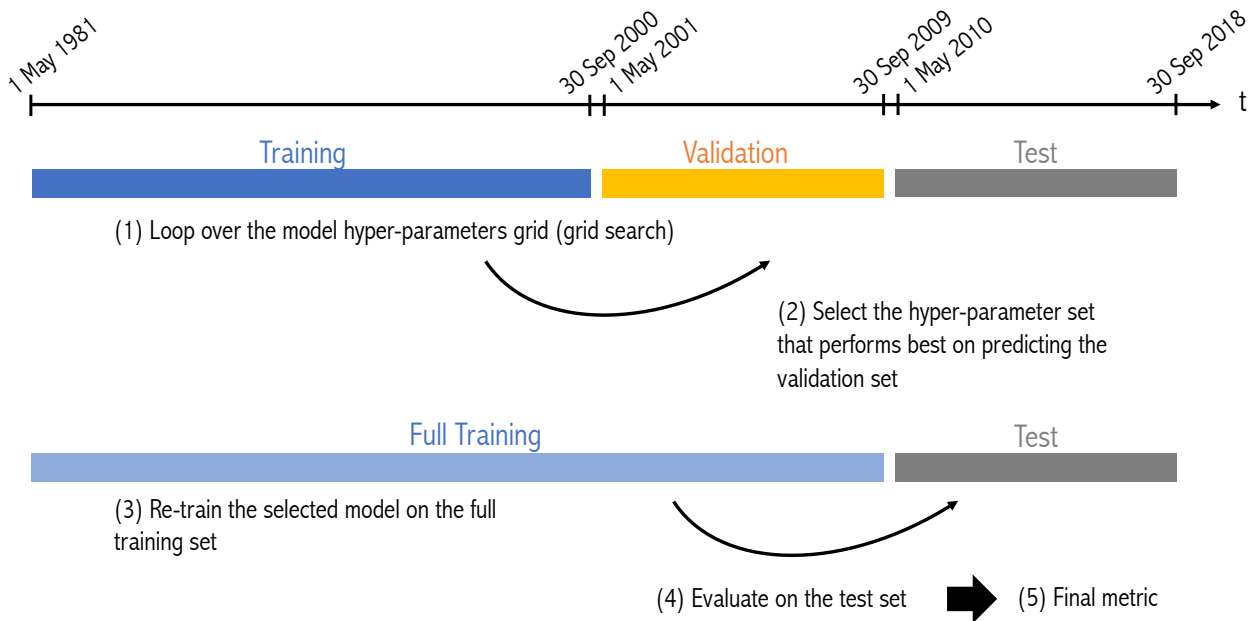 1 May 1981
30 Sep 2000
1 May 2001
30 Sep 2009
1 May 2010
30 Sep 2018
t
Training
Validation
Test
(1) Loop over the model hyper-parameters grid (grid search)
(2) Select the hyper-parameter set
that performs best on predicting the
validation set
Full Training
Test
(3) Re-train the selected model on the full
training set
(4) Evaluate on the test set
(5) Final metric